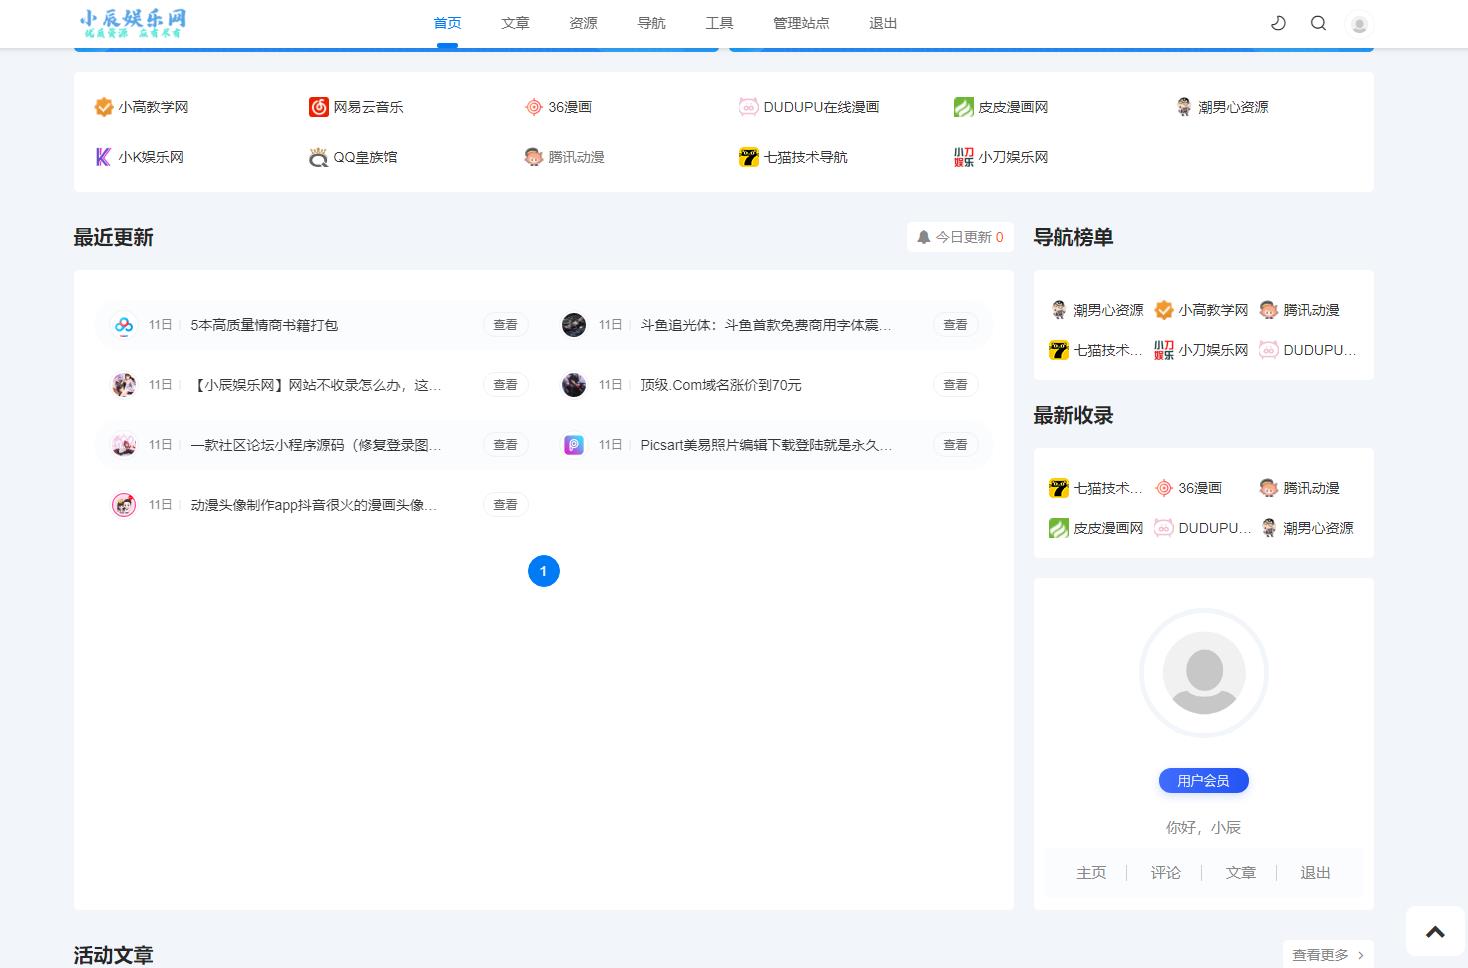 小辰娱乐网
优质资源 应有尽有
首页 文章 资源 导航 工具 管理站点 退出
小高教学网 网易云音乐 36漫画 DUDUPU在线漫画 皮皮漫画网 潮男心资源
小K娱乐网 QQ皇族馆 腾讯动漫 七猫技术导航 小刀娱乐 小刀娱乐网
最近更新 今日更新 0
5本高质量情商书籍打包 11日 查看
11日 斗鱼追光体：斗鱼首款免费商用字体震... 查看
11日 【小辰娱乐网】网站不收录怎么办，这... 查看
11日 顶级.Com域名涨价到70元 查看
11日 一款社区论坛小程序源码（修复登录图... 查看
11日 Picsart美易照片编辑下载登陆就是永久... 查看
11日 动漫头像制作app抖音很火的漫画头像... 查看
1
导航榜单
潮男心资源 小高教学网 腾讯动漫
七猫技术... 小刀娱乐 小刀娱乐网 DUDUPU...
最新收录
七猫技术... 36漫画 腾讯动漫
皮皮漫画网 DUDUPU... 潮男心资源
用户会员
你好，小辰
主页 评论 文章 退出
活动文章 查看更多